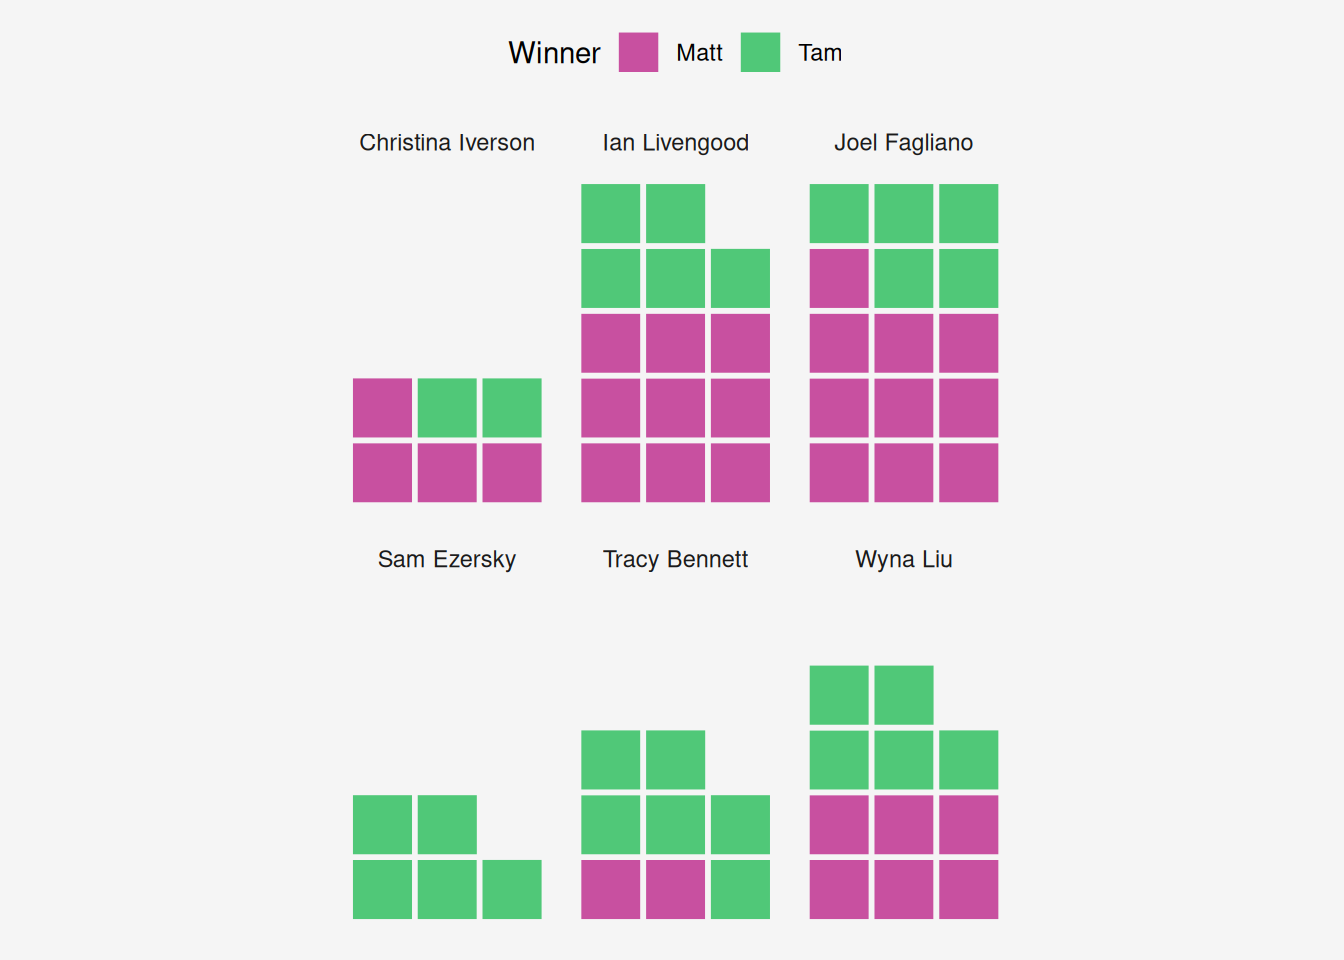 Winner Matt Tam
Christina Iverson Ian Livengood Joel Fagliano
Sam Ezersky Tracy Bennett Wyna Liu